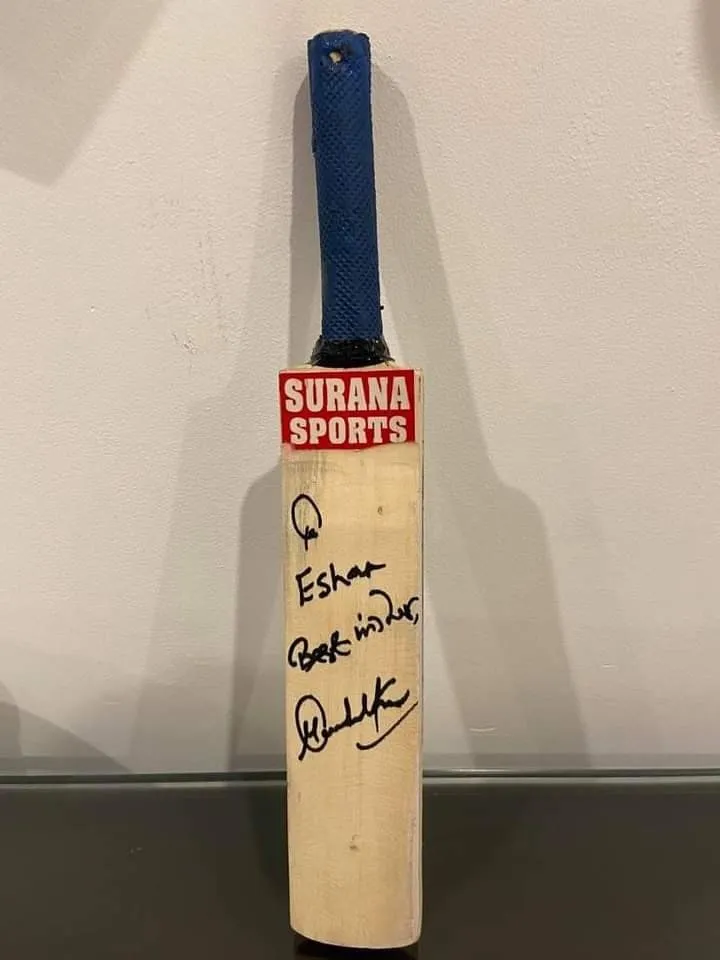 SURANA
SPORTS
To
Eshan
Best wishes,